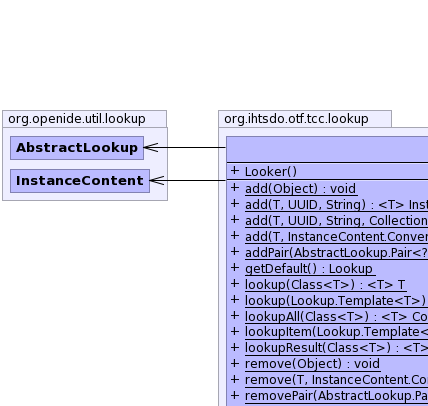 org.openide.util.lookup
AbstractLookup
InstanceContent
org.ihtsdo.otf.tcc.lookup
+ Looker()
+ add(Object) : void
+ add(T, UUID, String) : <T> Inst
+ add(T, UUID, String, Collection
+ add(T, InstanceContent.Conver
+ addPair(AbstractLookup.Pair<?
+ getDefault() : Lookup
+ lookup(Class<T>) : <T> T
+ lookup(Lookup.Template<T>)
+ lookupAll(Class<T>) : <T> Co
+ lookupItem(Lookup.Template<
+ lookupResult(Class<T>) : <T>
+ remove(Object) : void
+ remove(T, InstanceContent.Co
+ removePair(AbstractLookup.Pa